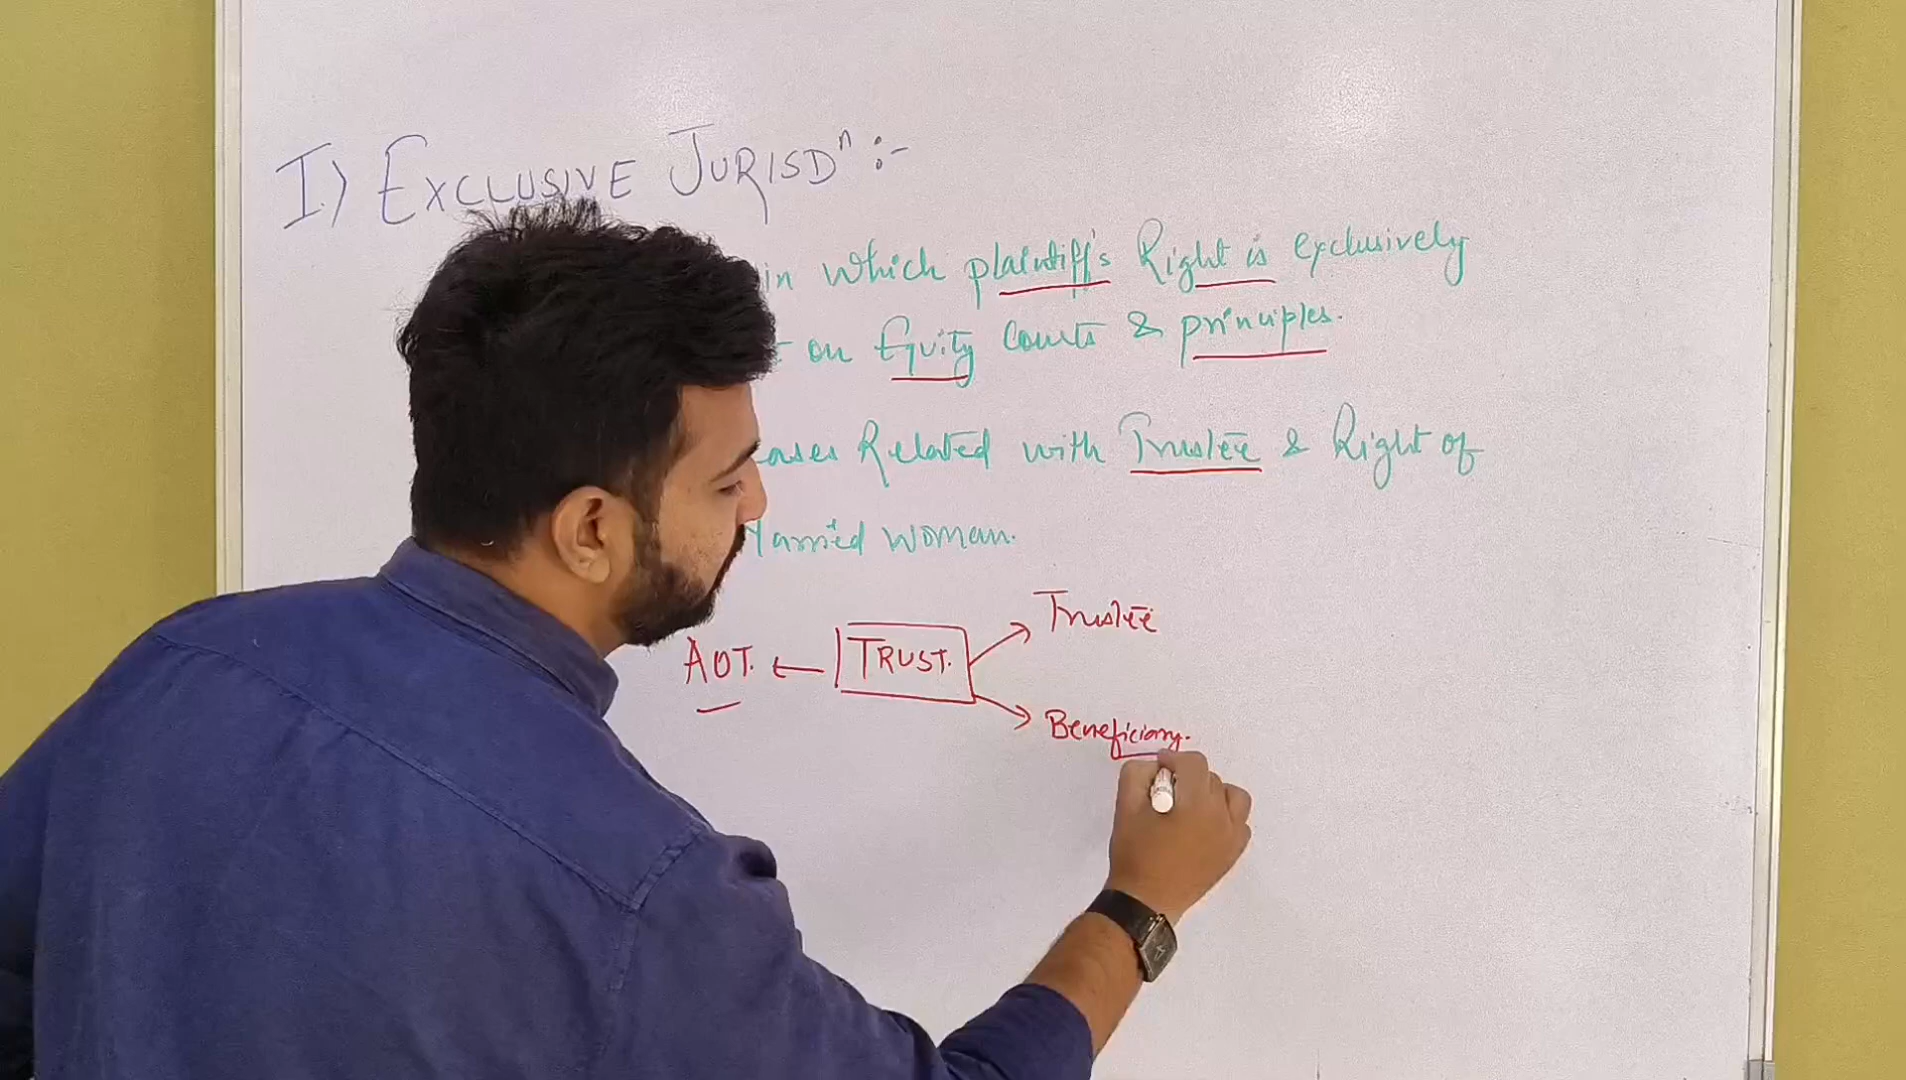 I.) EXCLUSIVE JURISDⁿ :-
in which plaintiff's Right is exclusively
on Equity Courts & principles.
cases Related with Trustee & Right of
Married woman.
Trustee
AOT. ← TRUST.
Beneficiary.